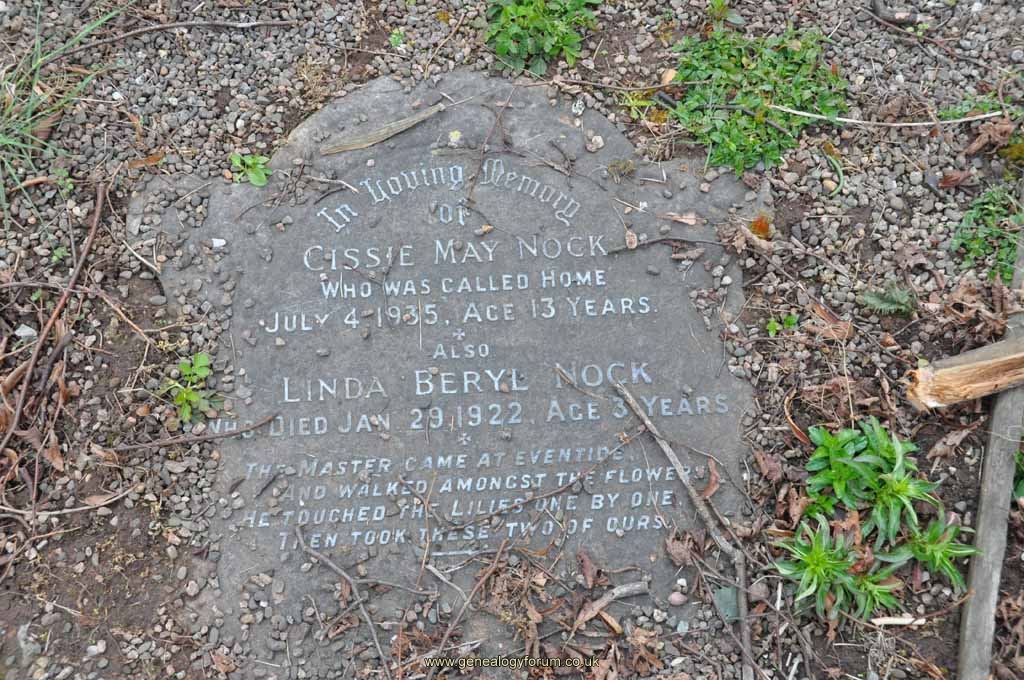 In Loving Memory
of
CISSIE MAY NOCK
WHO WAS CALLED HOME
JULY 4 1935, AGE 13 YEARS.
ALSO
LINDA BERYL NOCK
WHO DIED JAN 29, 1922, AGE 3 YEARS
THE MASTER CAME AT EVENTIDE,
AND WALKED AMONGST THE FLOWERS
HE TOUCHED THE LILIES ONE BY ONE
THEN TOOK THESE TWO OF OURS.
www.genealogyforum.co.uk